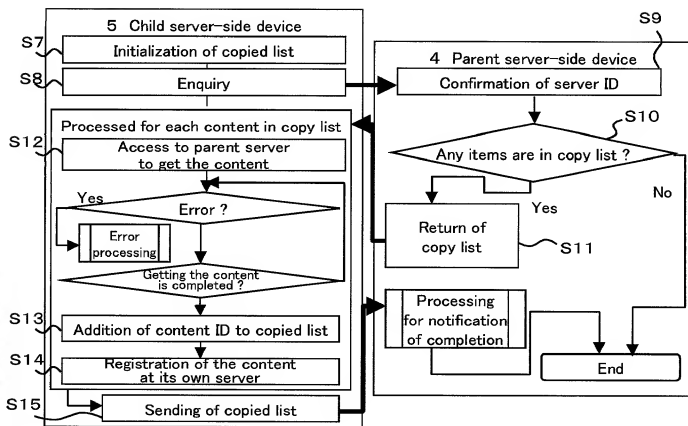 5 Child server-side device
S7
Initialization of copied list
S8
Enquiry
Processed for each content in copy list
S12
Access to parent server
to get the content
Yes
Error ?
Error
processing
Getting the content
is completed ?
S13
Addition of content ID to copied list
S14
Registration of the content
at its own server
S15
Sending of copied list
S9
4 Parent server-side device
Confirmation of server ID
S10
Any items are in copy list ?
No
Yes
Return of
copy list
S11
Processing
for notification
of completion
End